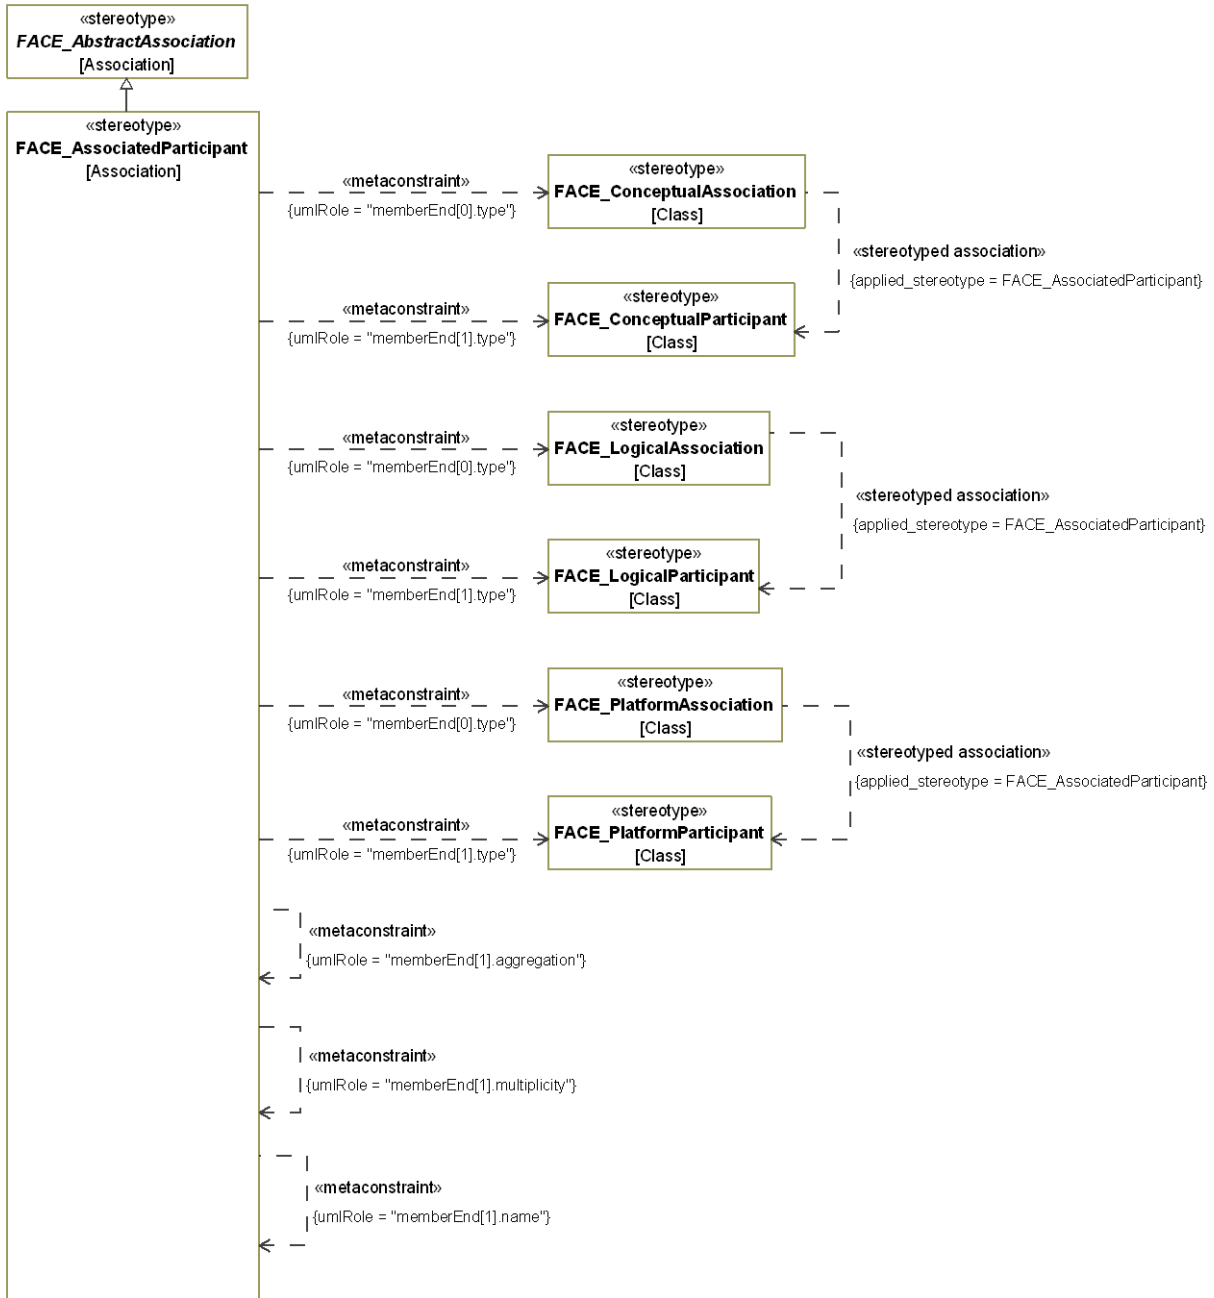 «stereotype»
FACE_AbstractAssociation
[Association]
«stereotype»
FACE_AssociatedParticipant
[Association]
«metaconstraint»
{umlRole = "memberEnd[0].type"}
«stereotype»
FACE_ConceptualAssociation
[Class]
«stereotyped association»
{applied_stereotype = FACE_AssociatedParticipant}
«metaconstraint»
{umlRole = "memberEnd[1].type"}
«stereotype»
FACE_ConceptualParticipant
[Class]
«metaconstraint»
{umlRole = "memberEnd[0].type"}
«stereotype»
FACE_LogicalAssociation
[Class]
«stereotyped association»
{applied_stereotype = FACE_AssociatedParticipant}
«metaconstraint»
{umlRole = "memberEnd[1].type"}
«stereotype»
FACE_LogicalParticipant
[Class]
«metaconstraint»
{umlRole = "memberEnd[0].type"}
«stereotype»
FACE_PlatformAssociation
[Class]
«stereotyped association»
{applied_stereotype = FACE_AssociatedParticipant}
«metaconstraint»
{umlRole = "memberEnd[1].type"}
«stereotype»
FACE_PlatformParticipant
[Class]
«metaconstraint»
{umlRole = "memberEnd[1].aggregation"}
«metaconstraint»
{umlRole = "memberEnd[1].multiplicity"}
«metaconstraint»
{umlRole = "memberEnd[1].name"}